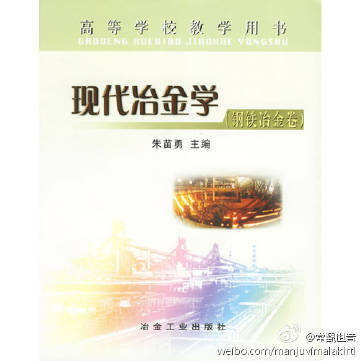 高等学校教学用书
GAODENG XUEXIAO JIAOXUE YONGSHU
现代冶金学
(钢铁冶金卷)
朱苗勇 主编
冶金工业出版社
weibo.com/manjuvimalakirti